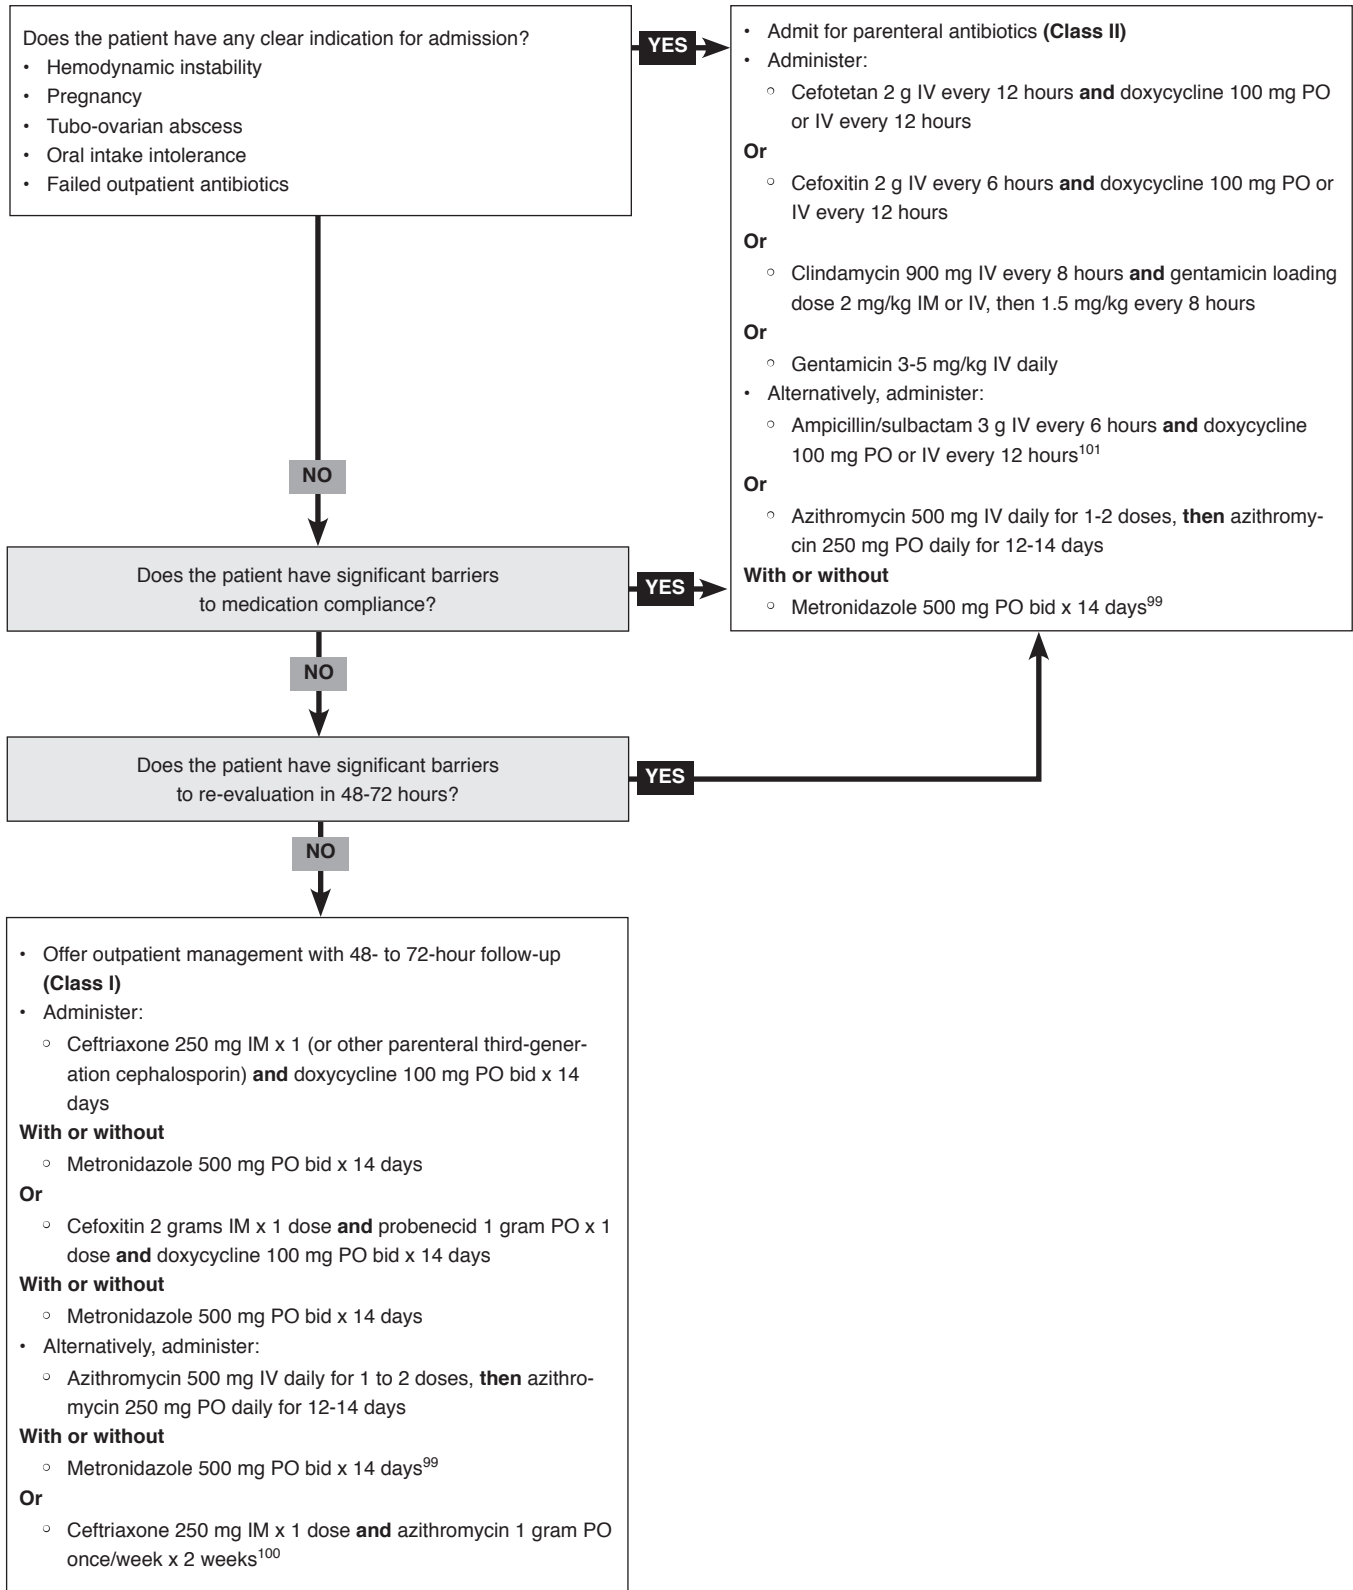 Does the patient have any clear indication for admission?
• Hemodynamic instability
• Pregnancy
• Tubo-ovarian abscess
• Oral intake intolerance
• Failed outpatient antibiotics
YES
• Admit for parenteral antibiotics (Class II)
• Administer:
° Cefotetan 2 g IV every 12 hours and doxycycline 100 mg PO
or IV every 12 hours
Or
° Cefoxitin 2 g IV every 6 hours and doxycycline 100 mg PO or
IV every 12 hours
Or
° Clindamycin 900 mg IV every 8 hours and gentamicin loading
dose 2 mg/kg IM or IV, then 1.5 mg/kg every 8 hours
Or
° Gentamicin 3-5 mg/kg IV daily
• Alternatively, administer:
° Ampicillin/sulbactam 3 g IV every 6 hours and doxycycline
100 mg PO or IV every 12 hours101
Or
° Azithromycin 500 mg IV daily for 1-2 doses, then azithromy-
cin 250 mg PO daily for 12-14 days
With or without
° Metronidazole 500 mg PO bid x 14 days99
NO
Does the patient have significant barriers
to medication compliance?
YES
NO
Does the patient have significant barriers
to re-evaluation in 48-72 hours?
YES
NO
• Offer outpatient management with 48- to 72-hour follow-up
(Class I)
• Administer:
° Ceftriaxone 250 mg IM x 1 (or other parenteral third-gener-
ation cephalosporin) and doxycycline 100 mg PO bid x 14
days
With or without
° Metronidazole 500 mg PO bid x 14 days
Or
° Cefoxitin 2 grams IM x 1 dose and probenecid 1 gram PO x 1
dose and doxycycline 100 mg PO bid x 14 days
With or without
° Metronidazole 500 mg PO bid x 14 days
• Alternatively, administer:
° Azithromycin 500 mg IV daily for 1 to 2 doses, then azithro-
mycin 250 mg PO daily for 12-14 days
With or without
° Metronidazole 500 mg PO bid x 14 days99
Or
° Ceftriaxone 250 mg IM x 1 dose and azithromycin 1 gram PO
once/week x 2 weeks100